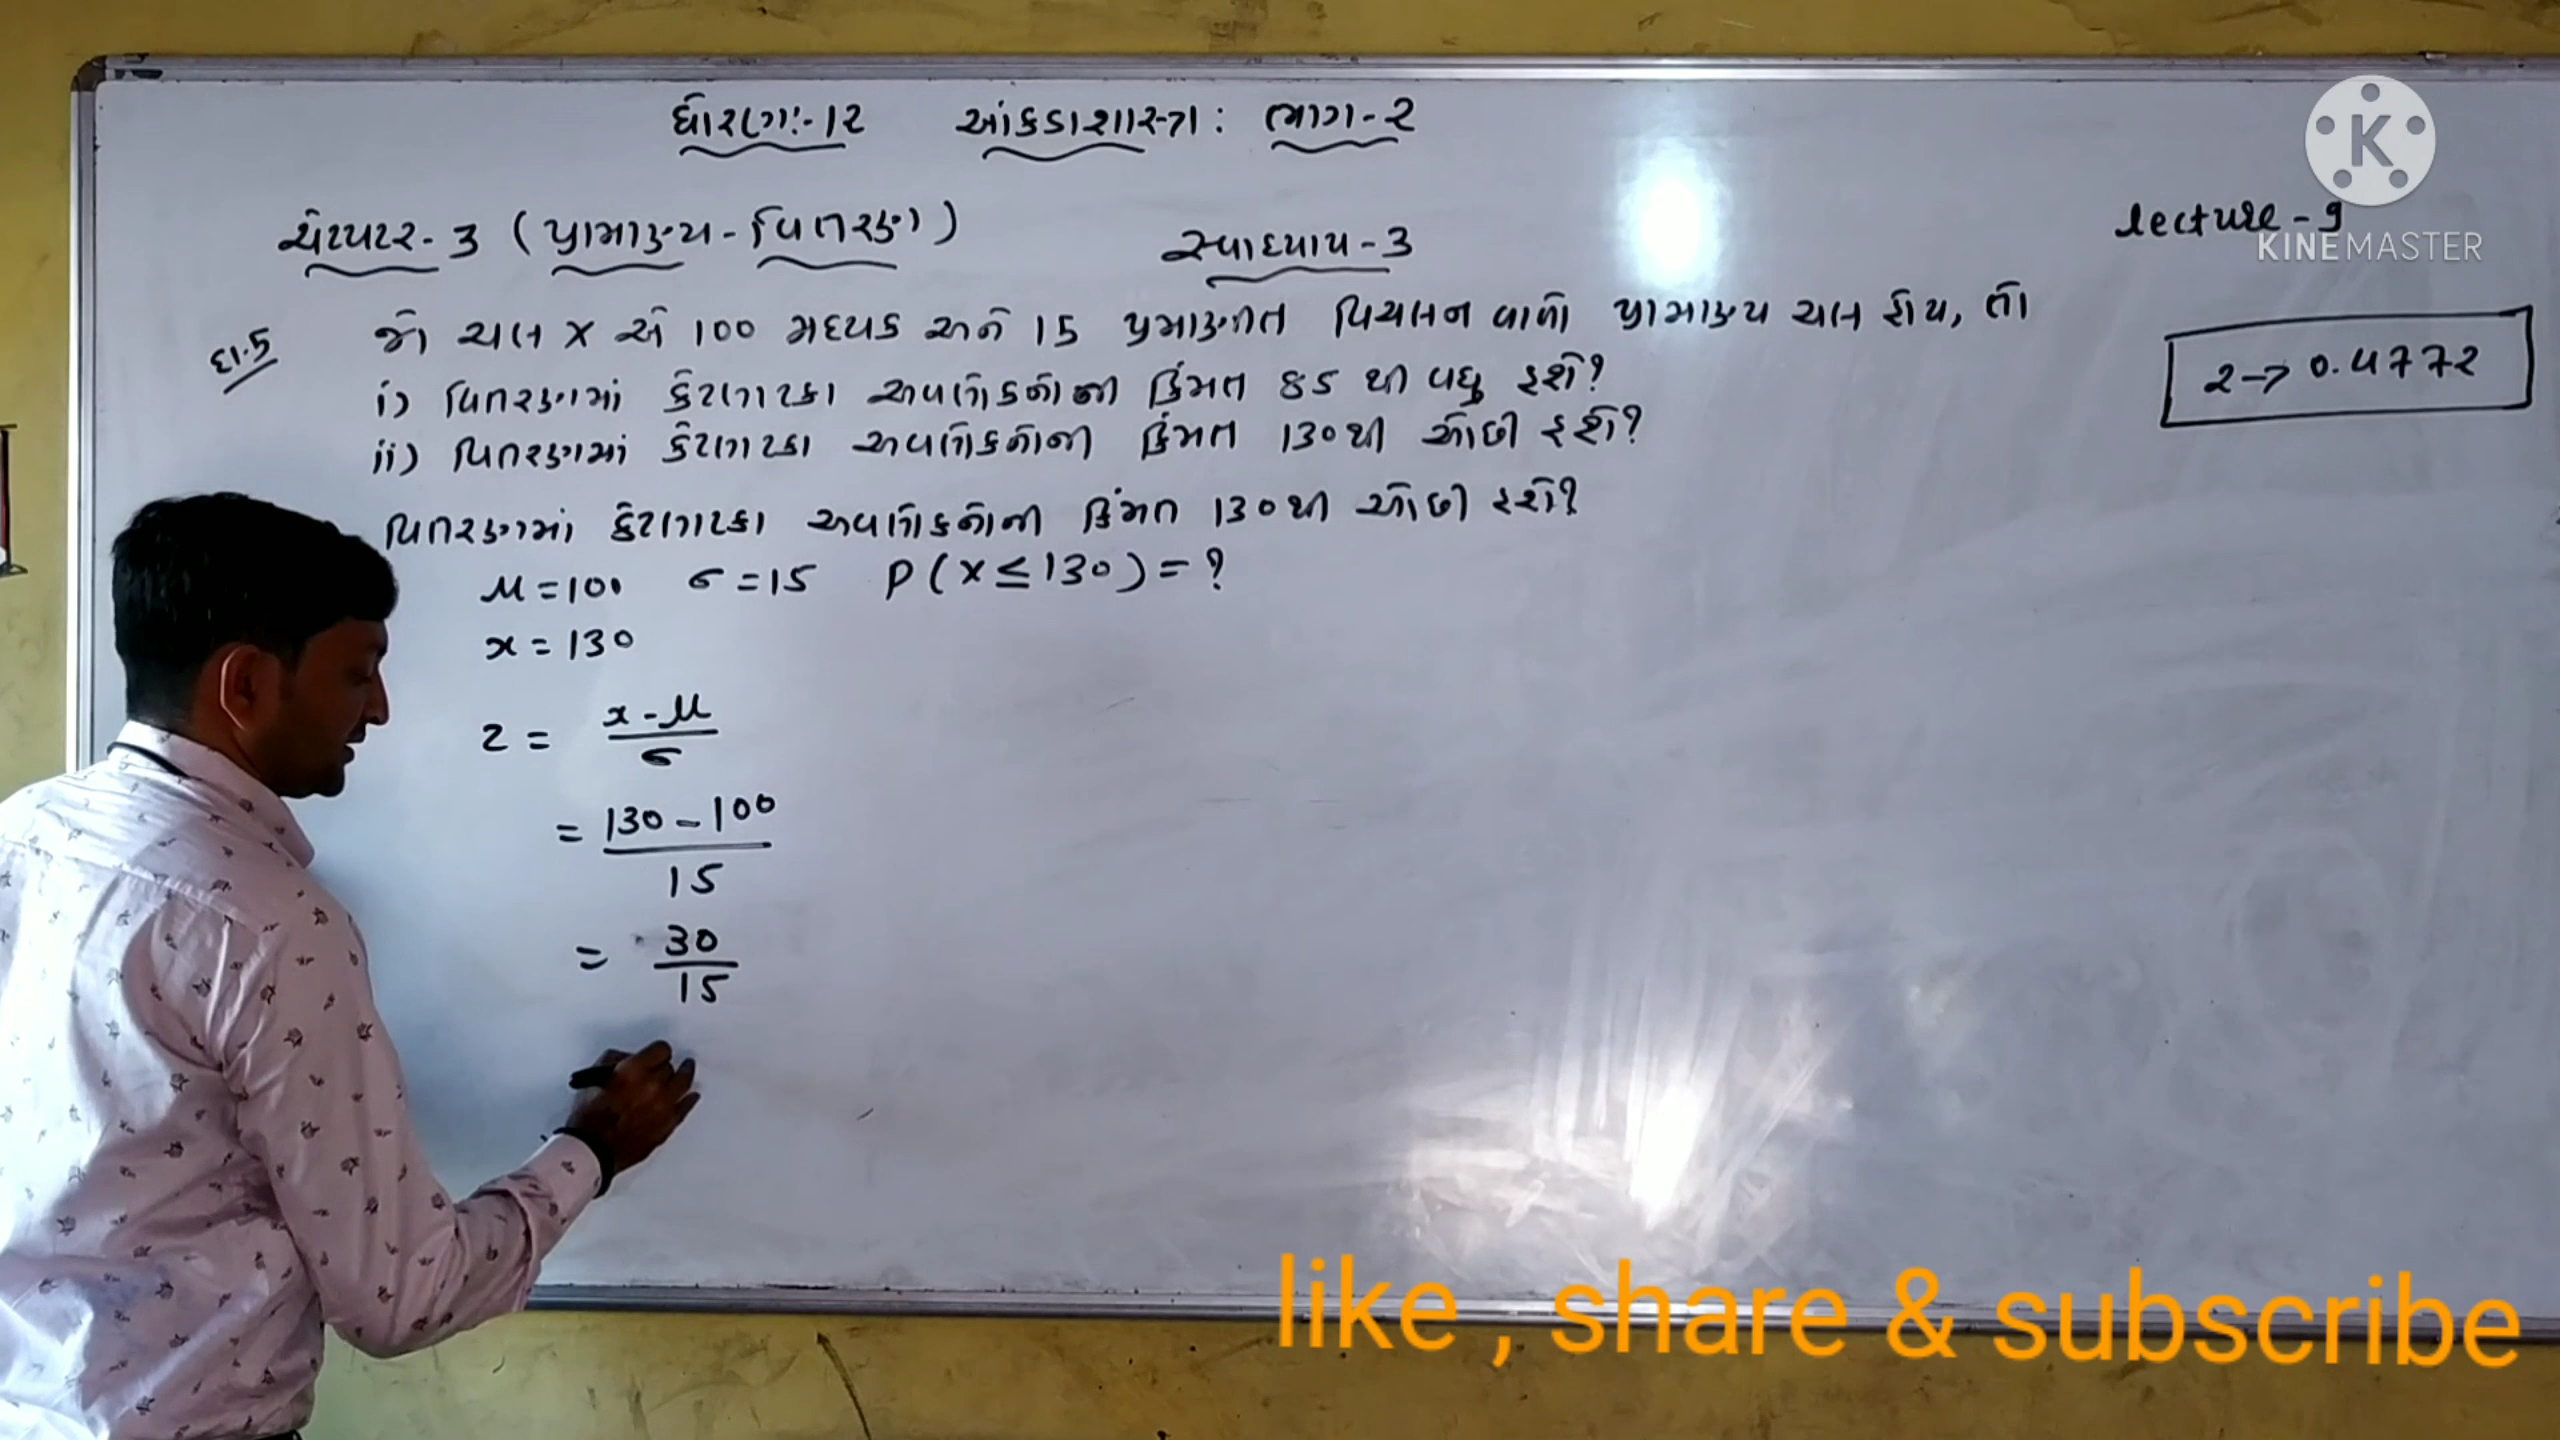 ધોરણઃ-12 આંકડાશાસ્ત્ર : ભાગ-2
ચેપ્ટર-3 (પ્રામાણ્ય-વિતરણ) સ્વાધ્યાય-3
lecture-9
K
KINEMASTER
દા.5 જો ચલ X એ 100 મધ્યક અને 15 પ્રમાણિત વિચલન વાળો પ્રામાણ્ય ચલ હોય, તો
i) વિતરણમાં કેટલા ટકા અવલોકનોની કિંમત 85 થી વધુ હશે?
ii) વિતરણમાં કેટલા ટકા અવલોકનોની કિંમત 130થી ઓછી હશે?
2→ 0.4772
વિતરણમાં કેટલા ટકા અવલોકનોની કિંમત 130થી ઓછી હશે?
μ=100 σ=15 P(x≤130)=?
x=130
z = x-μ
σ
= 130-100
15
= 30
15
like , share & subscribe